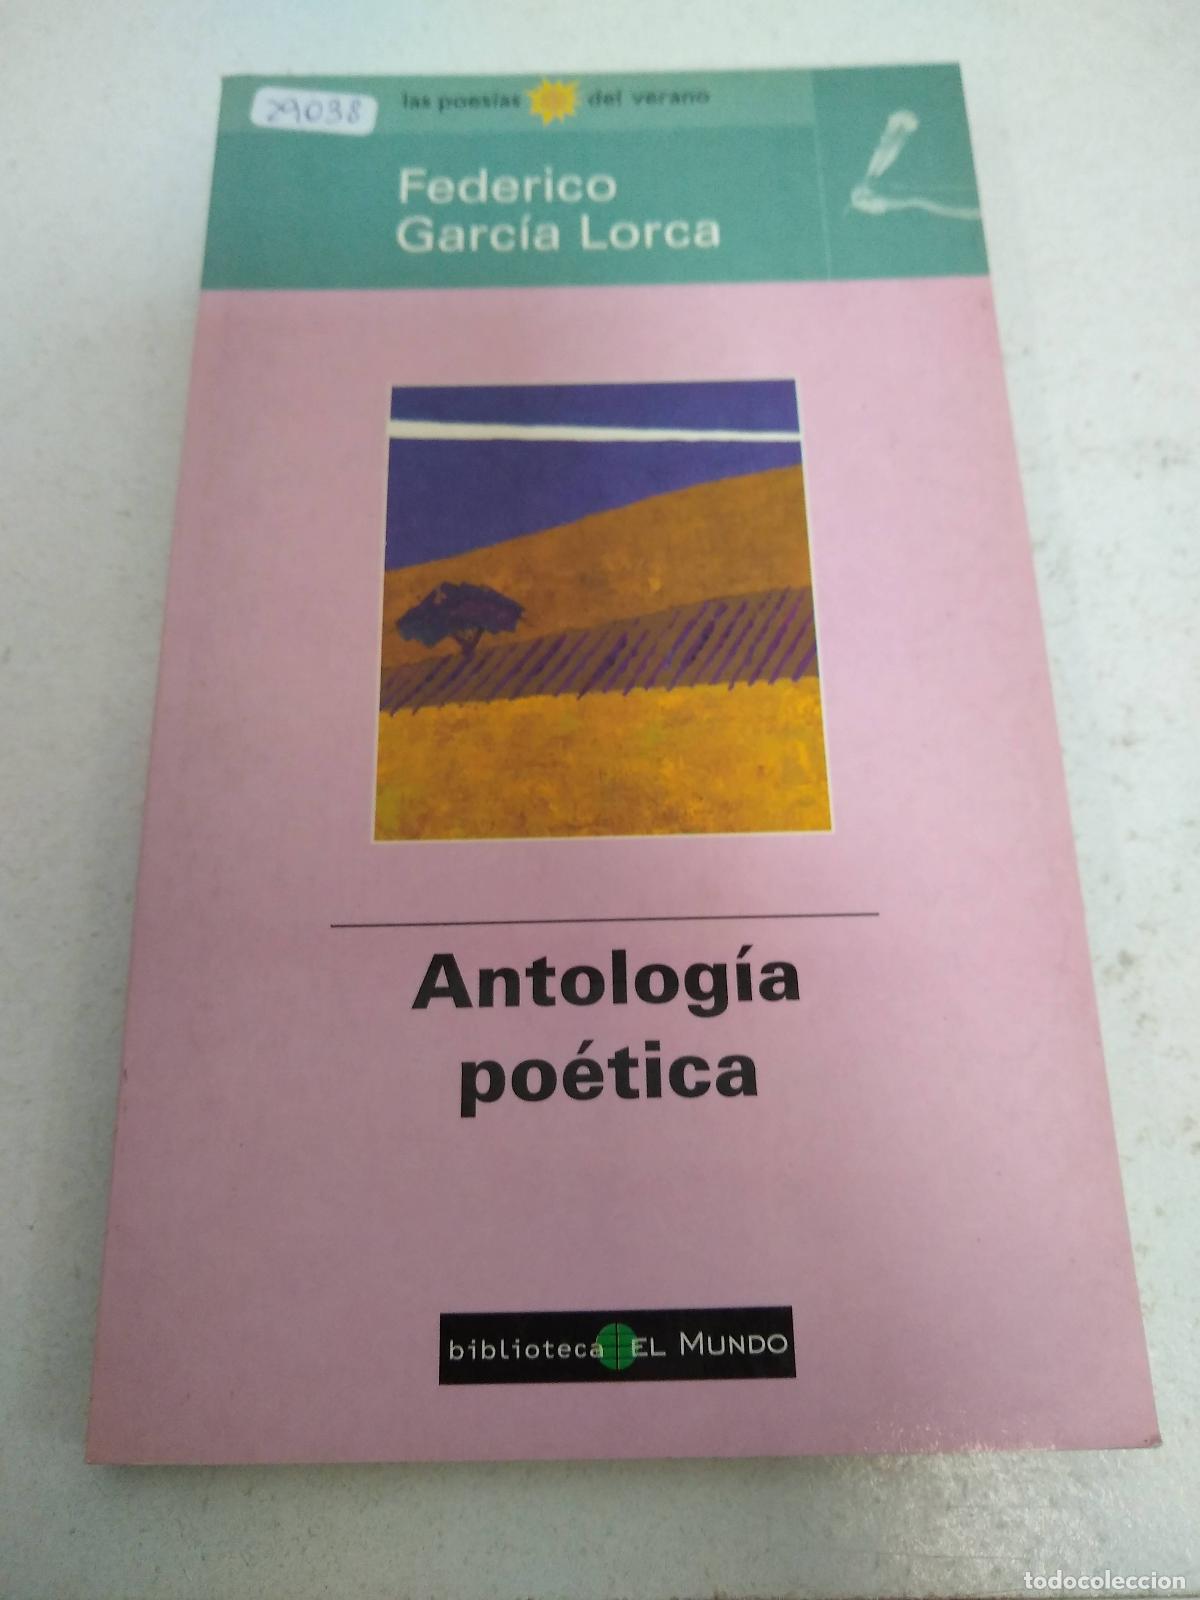 29038
las poesías del verano
Federico
García Lorca
Antología
poética
biblioteca EL MUNDO
todocoleccion